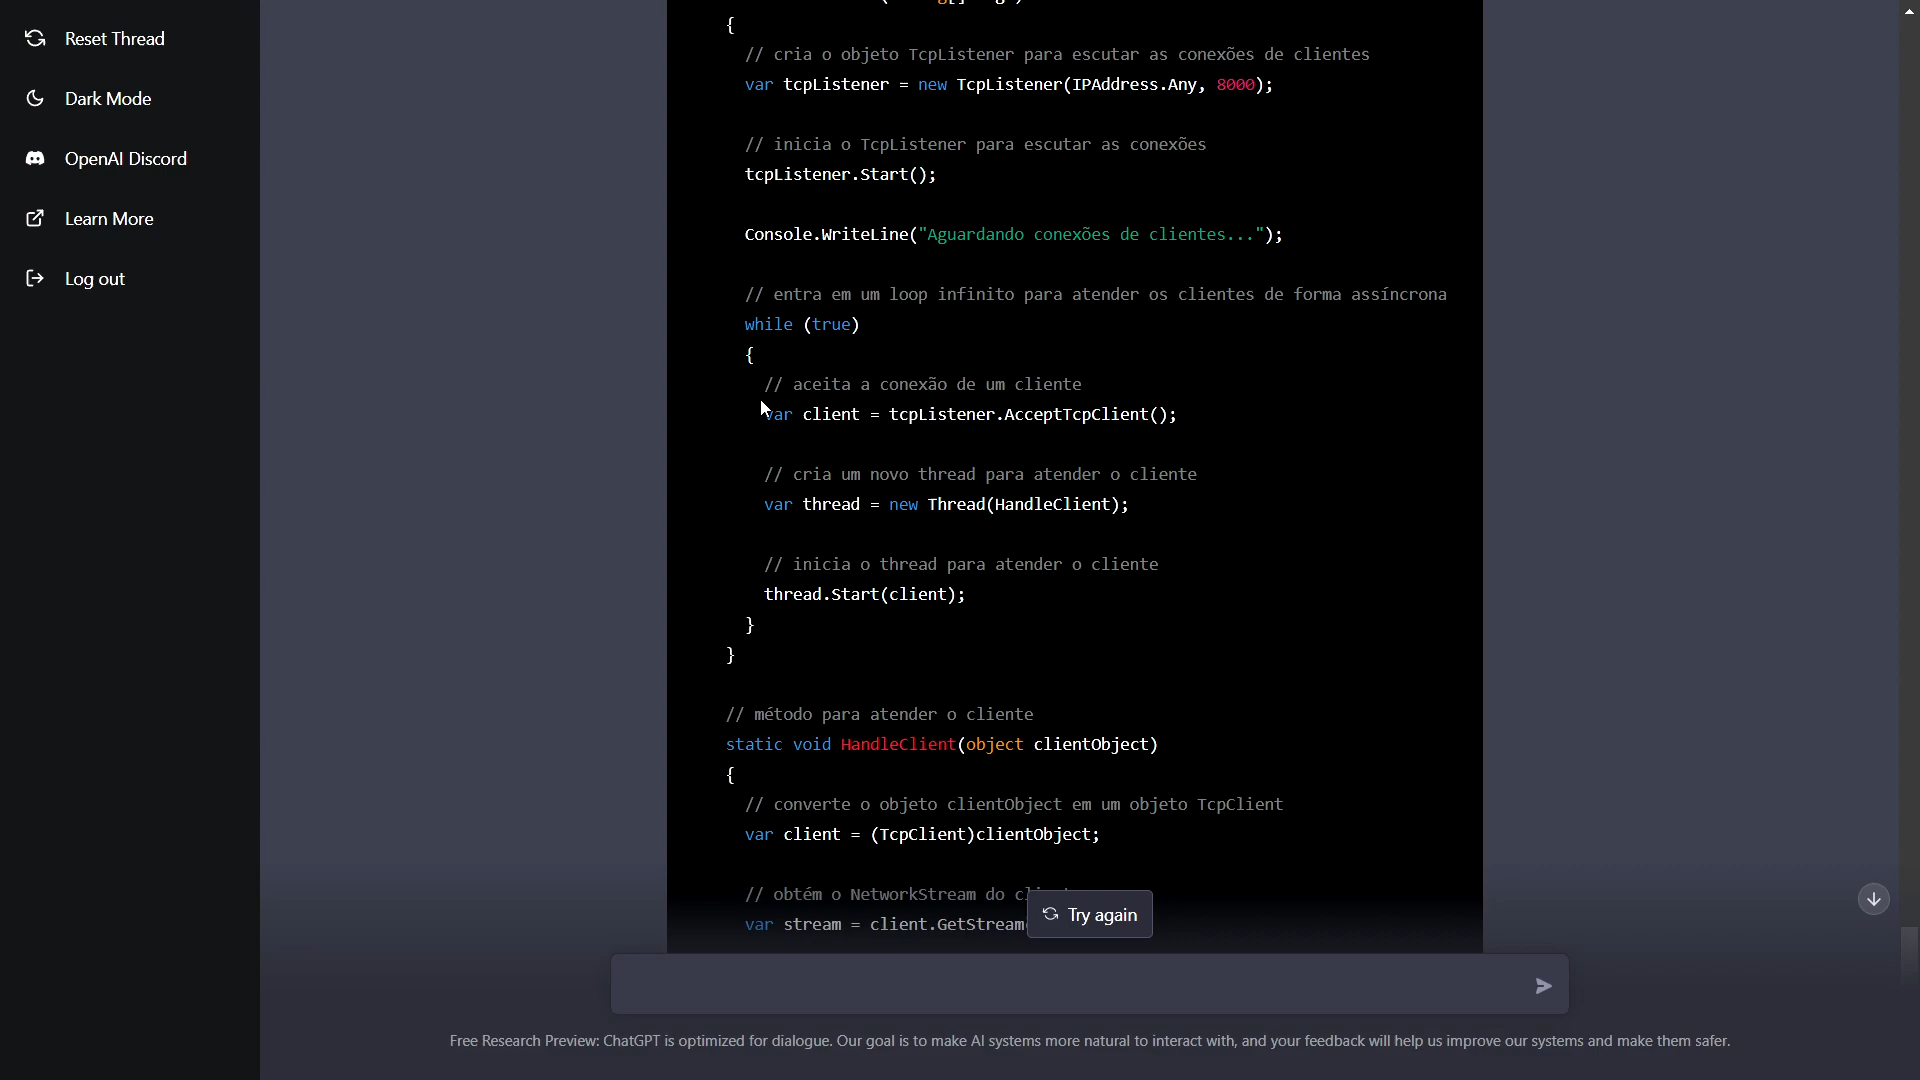 Reset Thread
Dark Mode
OpenAI Discord
Learn More
Log out
{
// cria o objeto TcpListener para escutar as conexões de clientes
var tcpListener = new TcpListener(IPAddress.Any, 8000);
// inicia o TcpListener para escutar as conexões
tcpListener.Start();
Console.WriteLine("Aguardando conexões de clientes...");
// entra em um loop infinito para atender os clientes de forma assíncrona
while (true)
{
// aceita a conexão de um cliente
var client = tcpListener.AcceptTcpClient();
// cria um novo thread para atender o cliente
var thread = new Thread(HandleClient);
// inicia o thread para atender o cliente
thread.Start(client);
}
}
// método para atender o cliente
static void HandleClient(object clientObject)
{
// converte o objeto clientObject em um objeto TcpClient
var client = (TcpClient)clientObject;
// obtém o NetworkStream do
var stream = client.GetStream
Try again
Free Research Preview: ChatGPT is optimized for dialogue. Our goal is to make AI systems more natural to interact with, and your feedback will help us improve our systems and make them safer.